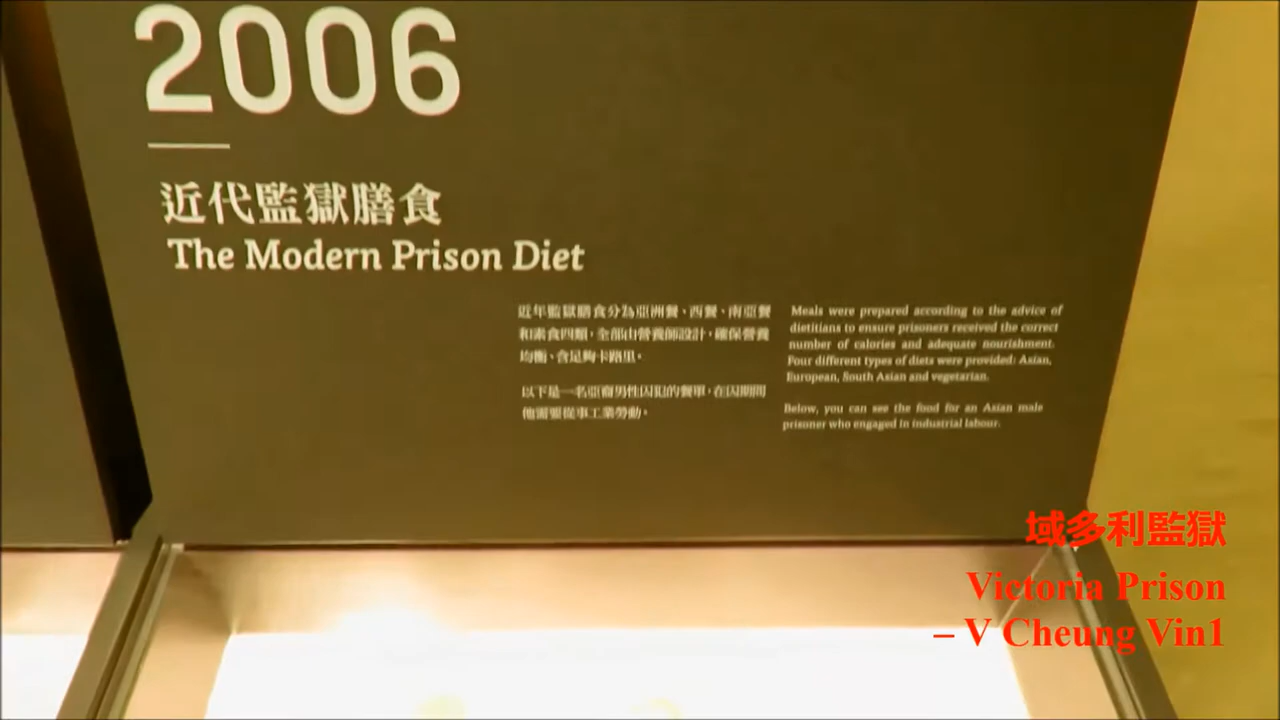 2006
近代監獄膳食
The Modern Prison Diet
近年監獄膳食分為亞洲餐、西餐、南亞餐
和素食四類，全部由營養師設計，確保營養
均衡、含足夠卡路里。
以下是一名亞裔男性囚犯的餐單，在囚期間
他需要從事工業勞動。
Meals were prepared according to the advice of
dietitians to ensure prisoners received the correct
number of calories and adequate nourishment.
Four different types of diets were provided: Asian,
European, South Asian and vegetarian.
Below, you can see the food for an Asian male
prisoner who engaged in industrial labour.
域多利監獄
Victoria Prison
– V Cheung Vin1